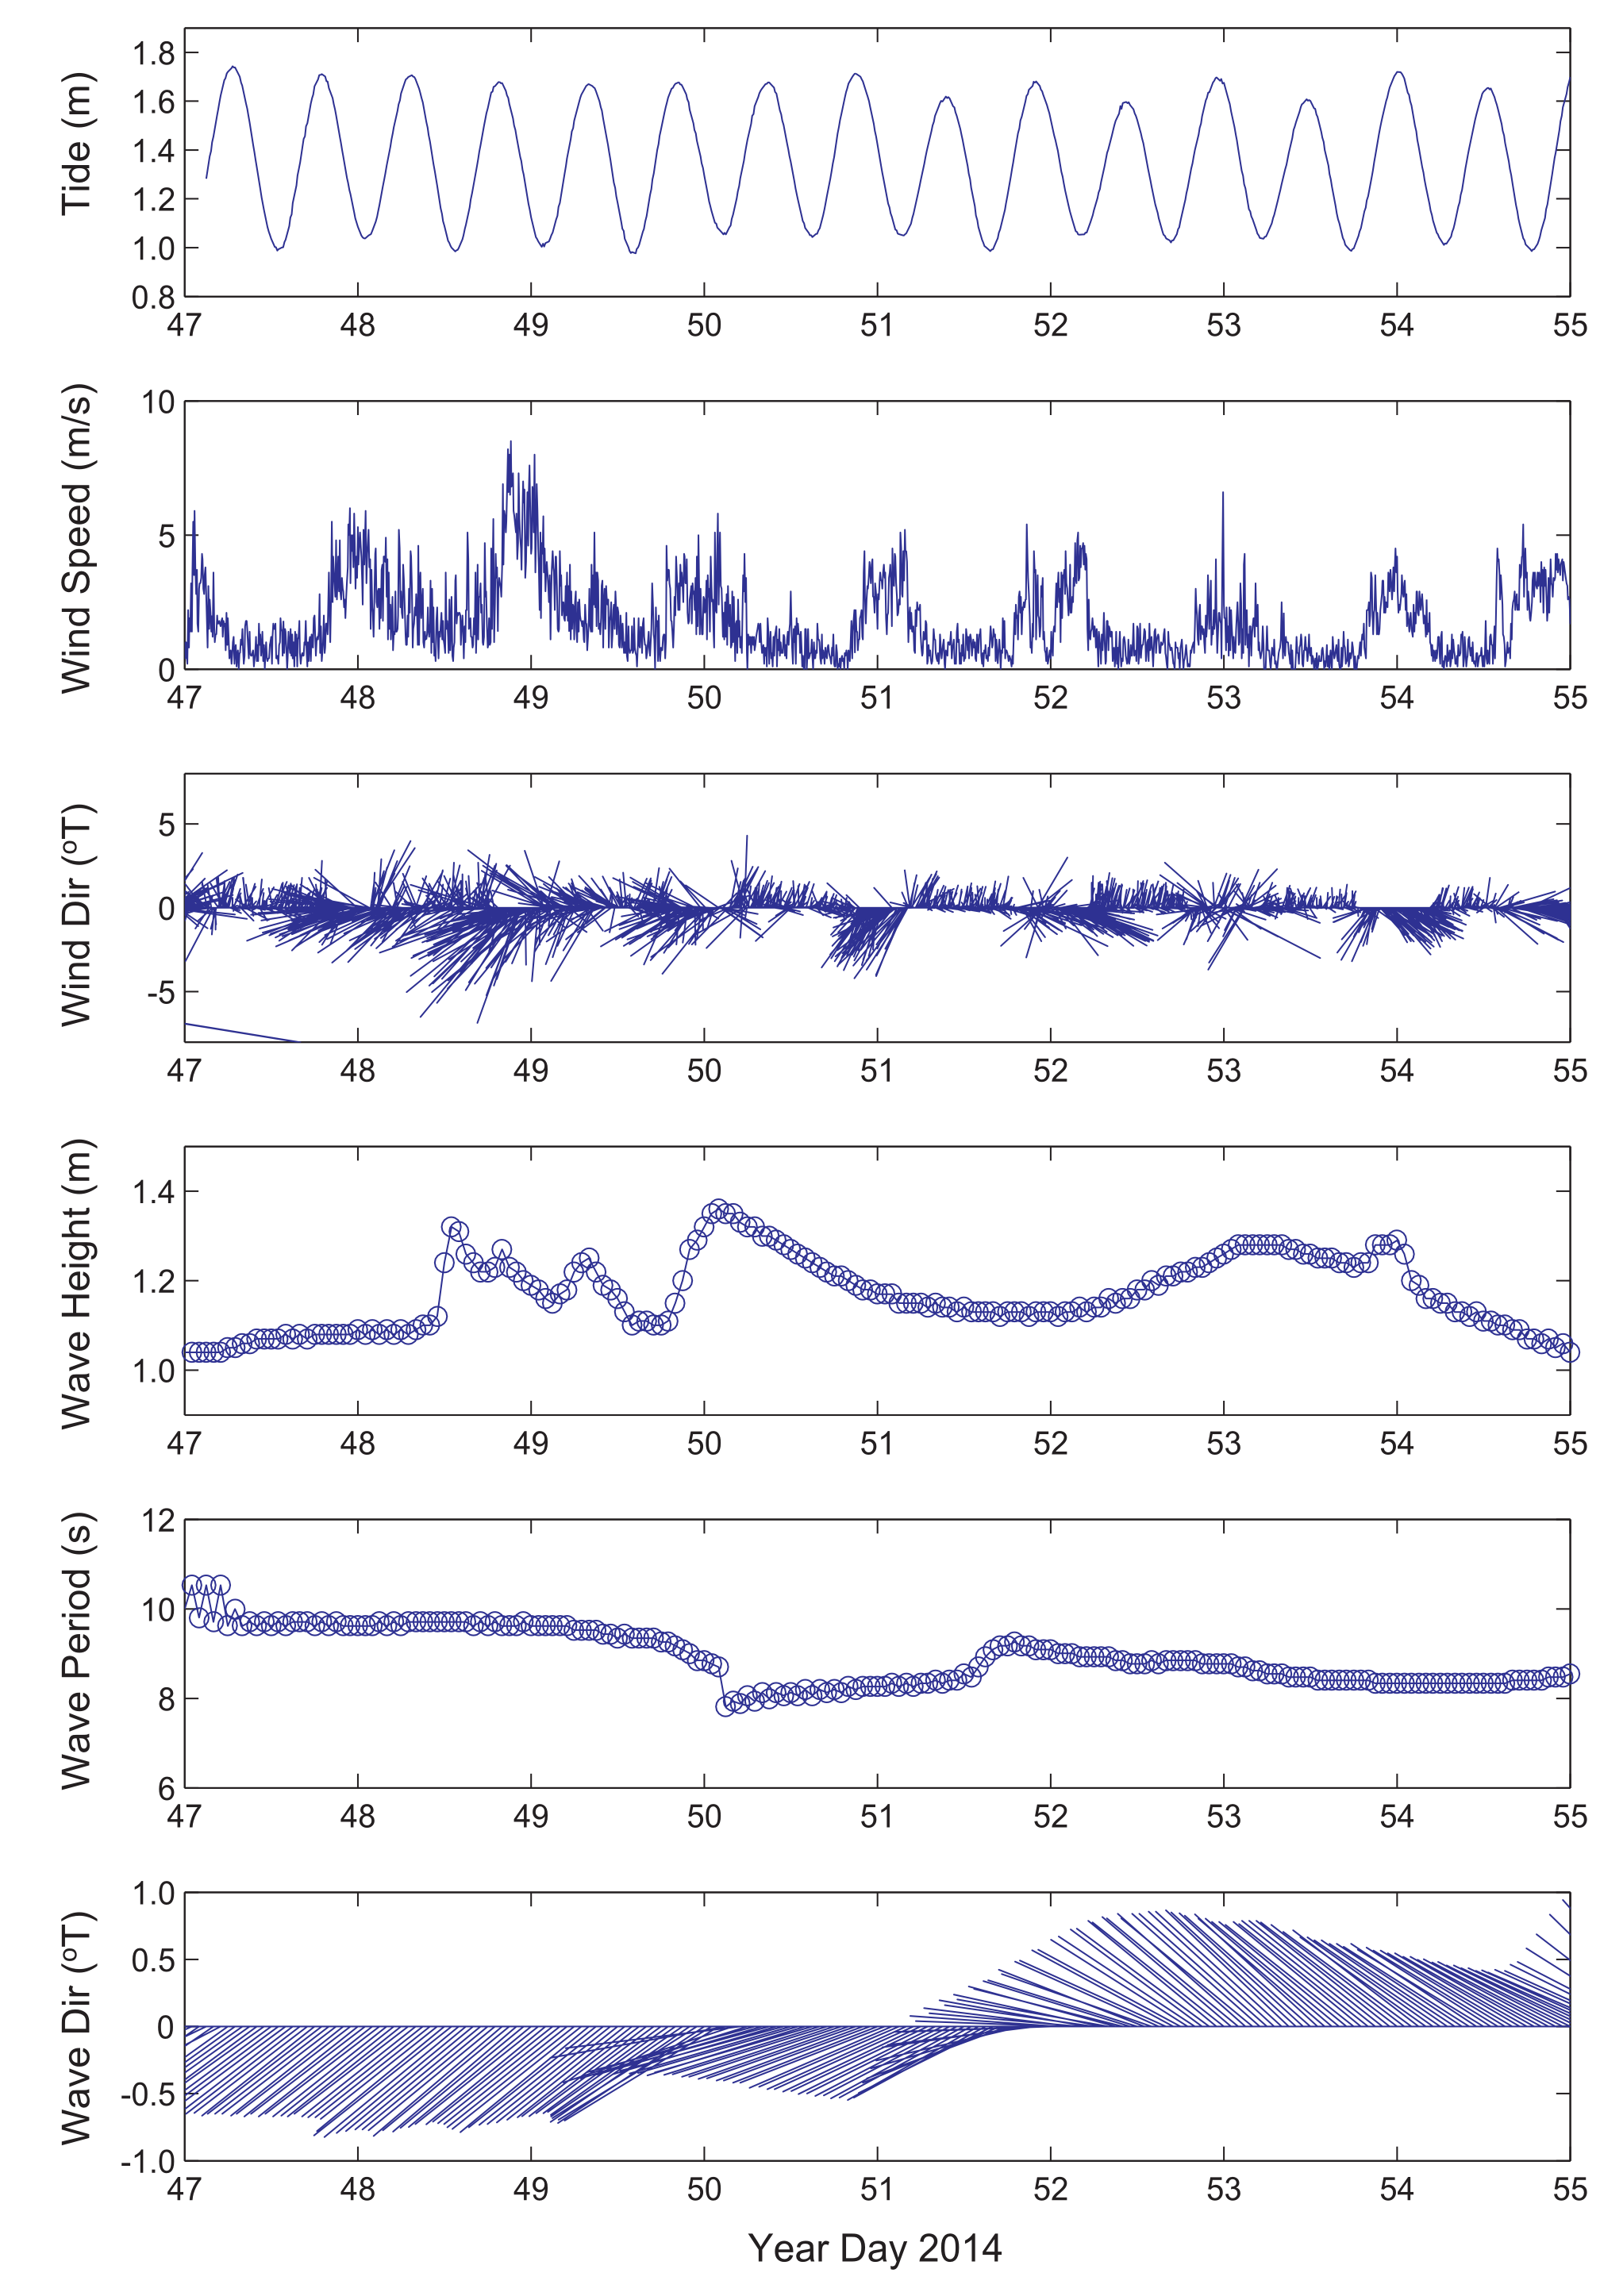 Tide (m)
1.8
1.6
1.4
1.2
1.0
0.8
47 48 49 50 51 52 53 54 55
Wind Speed (m/s)
10
5
0
47 48 49 50 51 52 53 54 55
Wind Dir (ºT)
5
0
-5
47 48 49 50 51 52 53 54 55
Wave Height (m)
1.4
1.2
1.0
47 48 49 50 51 52 53 54 55
Wave Period (s)
12
10
8
6
47 48 49 50 51 52 53 54 55
Wave Dir (ºT)
1.0
0.5
0
-0.5
-1.0
47 48 49 50 51 52 53 54 55
Year Day 2014